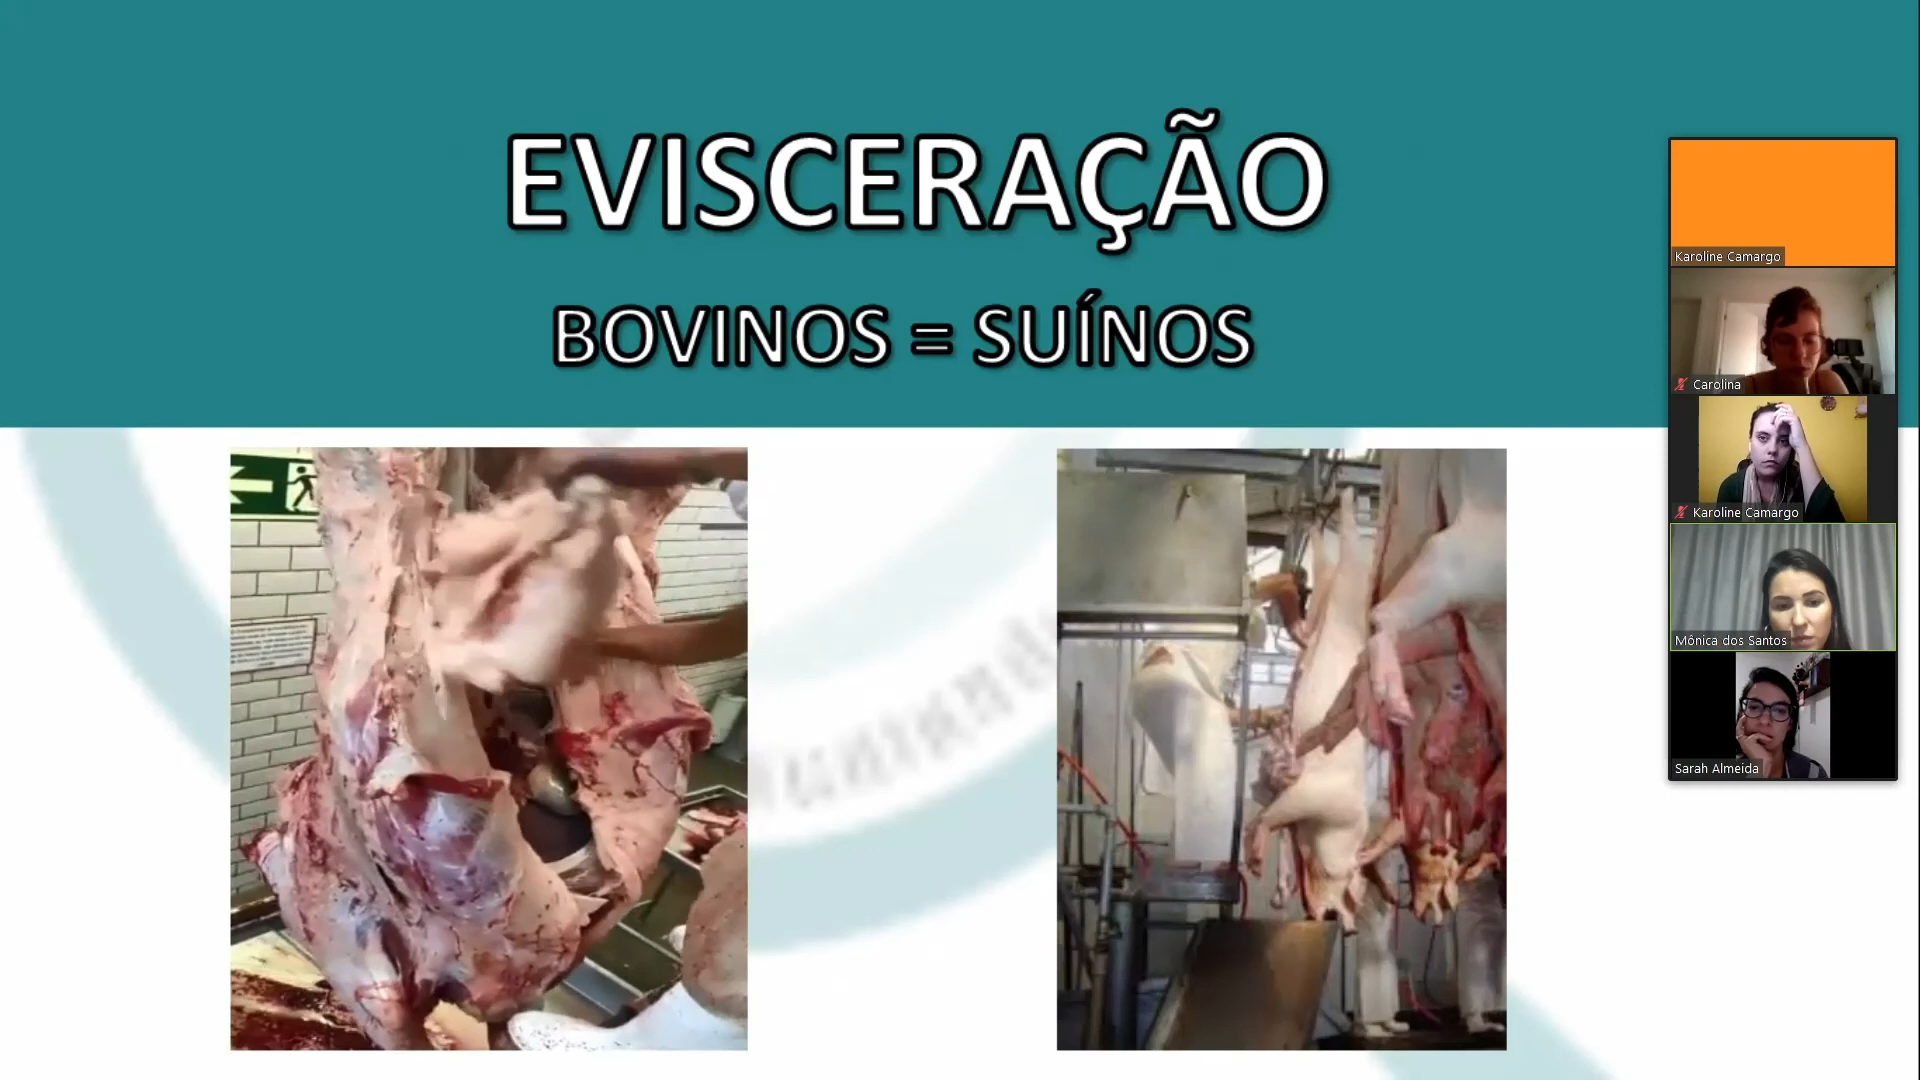 EVISCERAÇÃO
BOVINOS = SUÍNOS
Karoline Camargo
Carolina
Karoline Camargo
Mônica dos Santos
Sarah Almeida